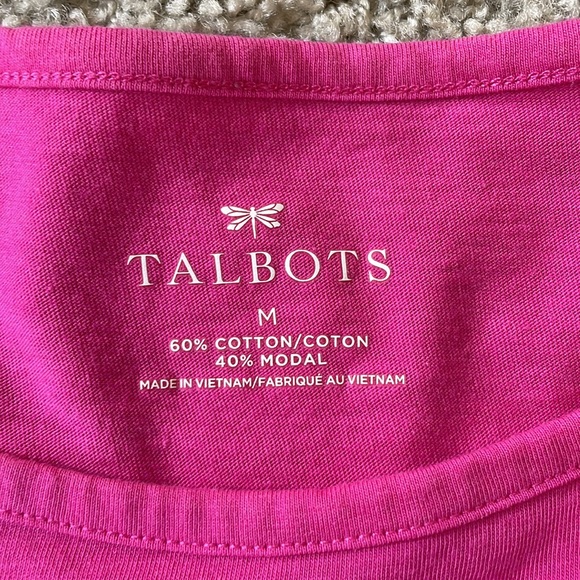 TALBOTS
M
60% COTTON/COTON
40% MODAL
MADE IN VIETNAM/FABRIQUÉ AU VIETNAM